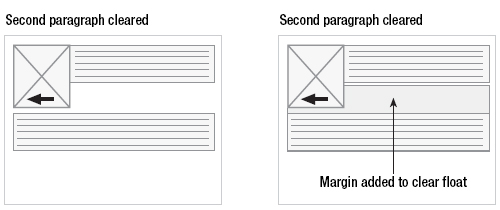 Second paragraph cleared
Second paragraph cleared
Margin added to clear float